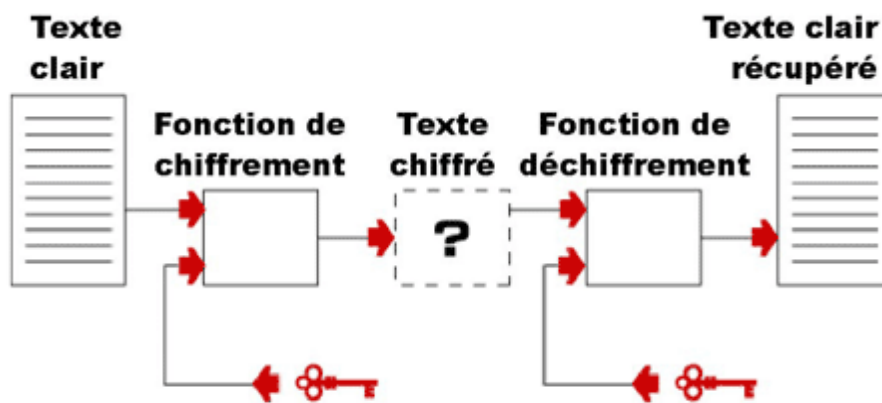 Texte
clair
Fonction de
chiffrement
Texte
chiffré
?
Fonction de
déchiffrement
Texte clair
récupéré